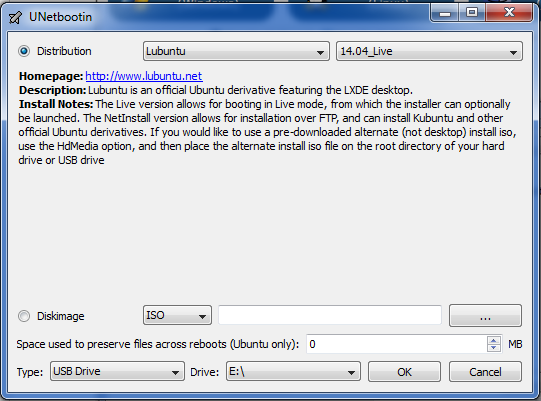 UNetbootin
Distribution Lubuntu 14.04_Live
Homepage: http://www.lubuntu.net
Description: Lubuntu is an official Ubuntu derivative featuring the LXDE desktop.
Install Notes: The Live version allows for booting in Live mode, from which the installer can optionally
be launched. The NetInstall version allows for installation over FTP, and can install Kubuntu and other
official Ubuntu derivatives. If you would like to use a pre-downloaded alternate (not desktop) install iso,
use the HdMedia option, and then place the alternate install iso file on the root directory of your hard
drive or USB drive
Diskimage ISO ...
Space used to preserve files across reboots (Ubuntu only): 0 MB
Type: USB Drive Drive: E:\ OK Cancel